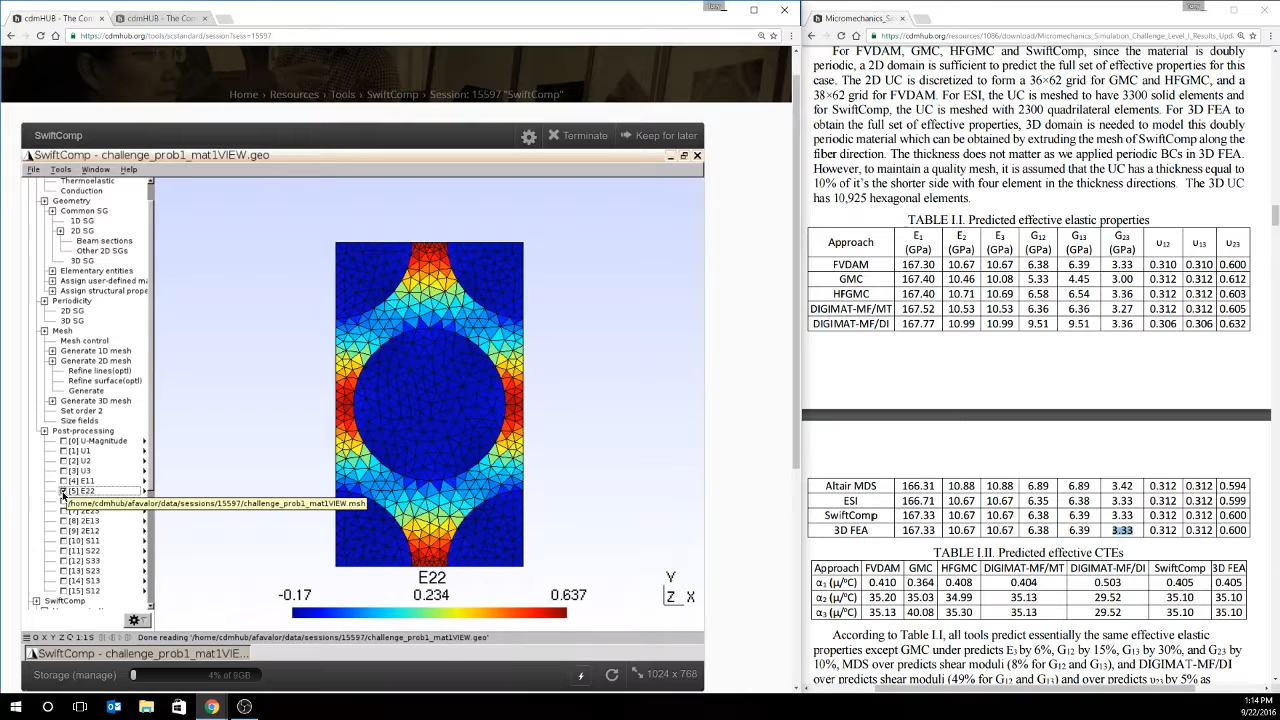 cdmHUB - The Con
cdmHUB - The Com
https://cdmhub.org/tools/scstandard/session?sess=15597
Home › Resources › Tools › SwiftComp › Session: 15597 "SwiftComp"
SwiftComp
Terminate
Keep for later
SwiftComp - challenge_prob1_mat1VIEW.geo
File Tools Window Help
Thermoelastic
Conduction
Geometry
Common SG
1D SG
2D SG
Beam sections
Other 2D SGs
3D SG
Elementary entities
Assign user-defined ma
Assign structural prope
Periodicity
2D SG
3D SG
Mesh
Mesh control
Generate 1D mesh
Generate 2D mesh
Refine lines(optl)
Refine surface(optl)
Generate
Generate 3D mesh
Set order 2
Size fields
Post-processing
[0] U-Magnitude
[1] U1
[2] U2
[3] U3
[4] E11
[5] E22
/home/cdmhub/afavalor/data/sessions/15597/challenge_prob1_mat1VIEW.msh
[7] 2E23
[8] 2E13
[9] 2E12
[10] S11
[11] S22
[12] S33
[13] S23
[14] S13
[15] S12
SwiftComp
E22
-0.17 0.234 0.637
Y
Z X
O X Y Z 1:1 S Done reading '/home/cdmhub/afavalor/data/sessions/15597/challenge_prob1_mat1VIEW.geo'
SwiftComp - challenge_prob1_mat1VIE...
Storage (manage) 4% of 9GB
1024 x 768
Micromechanics_Si
https://cdmhub.org/resources/1086/download/Micromechanics_Simulation_Challenge_Level_I_Results_Upd
For FVDAM, GMC, HFGMC and SwiftComp, since the material is doubly
periodic, a 2D domain is sufficient to predict the full set of effective properties for this
case. The 2D UC is discretized to form a 36×62 grid for GMC and HFGMC, and a
38×62 grid for FVDAM. For ESI, the UC is meshed to have 3300 solid elements and
for SwiftComp, the UC is meshed with 2300 quadrilateral elements. For 3D FEA to
obtain the full set of effective properties, 3D domain is needed to model this doubly
periodic material which can be obtained by extruding the mesh of SwiftComp along the
fiber direction. The thickness does not matter as we applied periodic BCs in 3D FEA.
However, to maintain a quality mesh, it is assumed that the UC has a thickness equal to
10% of it's the shorter side with four element in the thickness directions. The 3D UC
has 10,925 hexagonal elements.
TABLE I.I. Predicted effective elastic properties
Approach E1 (GPa) E2 (GPa) E3 (GPa) G12 (GPa) G13 (GPa) G23 (GPa) υ12 υ13 υ23
FVDAM 167.30 10.67 10.67 6.38 6.39 3.33 0.310 0.310 0.600
GMC 167.40 10.46 10.08 5.33 4.45 3.00 0.312 0.312 0.612
HFGMC 167.40 10.71 10.69 6.58 6.54 3.36 0.312 0.312 0.603
DIGIMAT-MF/MT 167.52 10.53 10.53 6.36 6.36 3.27 0.312 0.312 0.605
DIGIMAT-MF/DI 167.77 10.99 10.99 9.51 9.51 3.36 0.306 0.306 0.632
Altair MDS 166.31 10.88 10.88 6.89 6.89 3.42 0.312 0.312 0.594
ESI 166.71 10.67 10.67 6.35 6.38 3.33 0.312 0.312 0.599
SwiftComp 167.33 10.67 10.67 6.38 6.39 3.33 0.312 0.312 0.600
3D FEA 167.33 10.67 10.67 6.38 6.39 3.33 0.312 0.312 0.600
TABLE I.II. Predicted effective CTEs
Approach FVDAM GMC HFGMC DIGIMAT-MF/MT DIGIMAT-MF/DI SwiftComp 3D FEA
α1 (μ/°C) 0.410 0.364 0.408 0.404 0.503 0.405 0.405
α2 (μ/°C) 35.20 35.03 34.99 35.13 29.52 35.10 35.10
α3 (μ/°C) 35.13 40.08 35.30 35.13 29.52 35.10 35.10
According to Table I.I, all tools predict essentially the same effective elastic
properties except GMC under predicts E3 by 6%, G12 by 15%, G13 by 30%, and G23 by
10%, MDS over predicts shear moduli (8% for G12 and G13), and DIGIMAT-MF/DI
over predicts shear moduli (49% for G12 and G13) and over predicts υ23 by 5% as
1:14 PM
9/22/2016